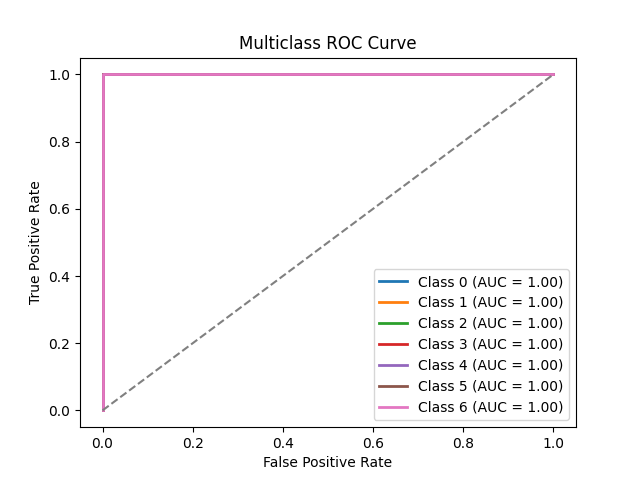 Multiclass ROC Curve
True Positive Rate
1.0
0.8
0.6
0.4
0.2
0.0
Class 0 (AUC = 1.00)
Class 1 (AUC = 1.00)
Class 2 (AUC = 1.00)
Class 3 (AUC = 1.00)
Class 4 (AUC = 1.00)
Class 5 (AUC = 1.00)
Class 6 (AUC = 1.00)
0.0 0.2 0.4 0.6 0.8 1.0
False Positive Rate